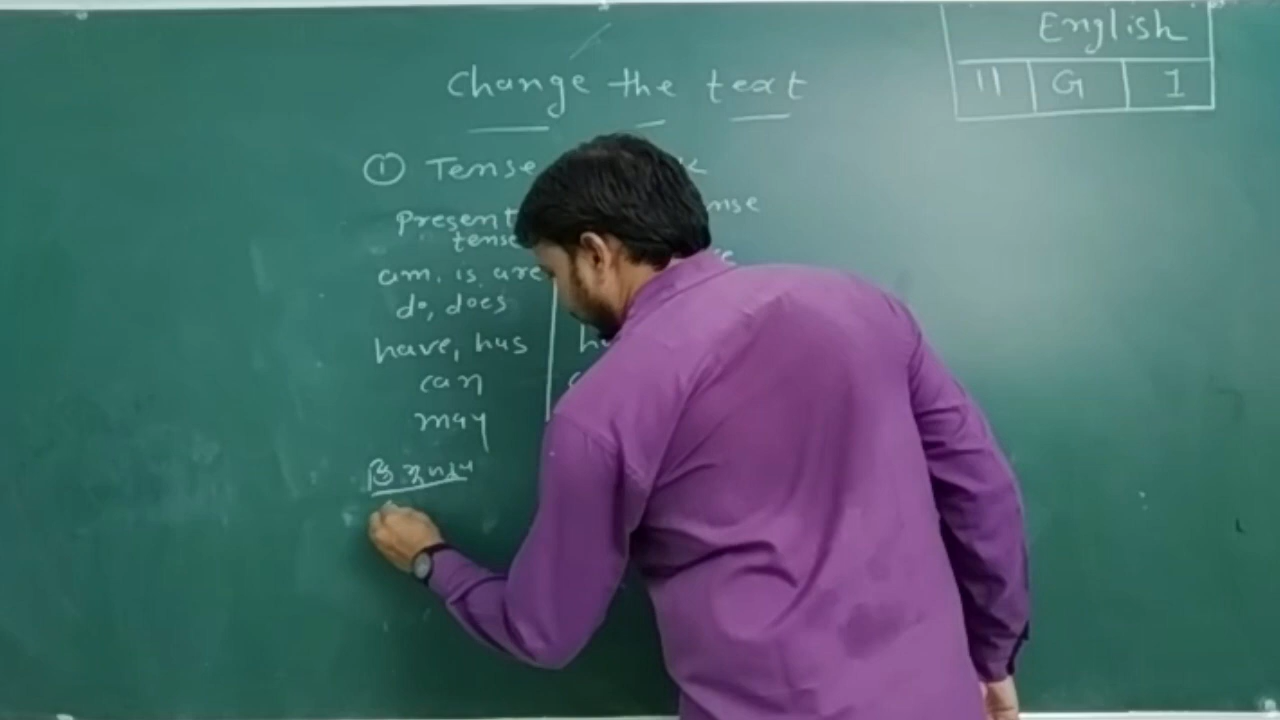 English
11 G 1
Change the text
① Tense
present
tense
am, is, are
do, does
have, has
can
may